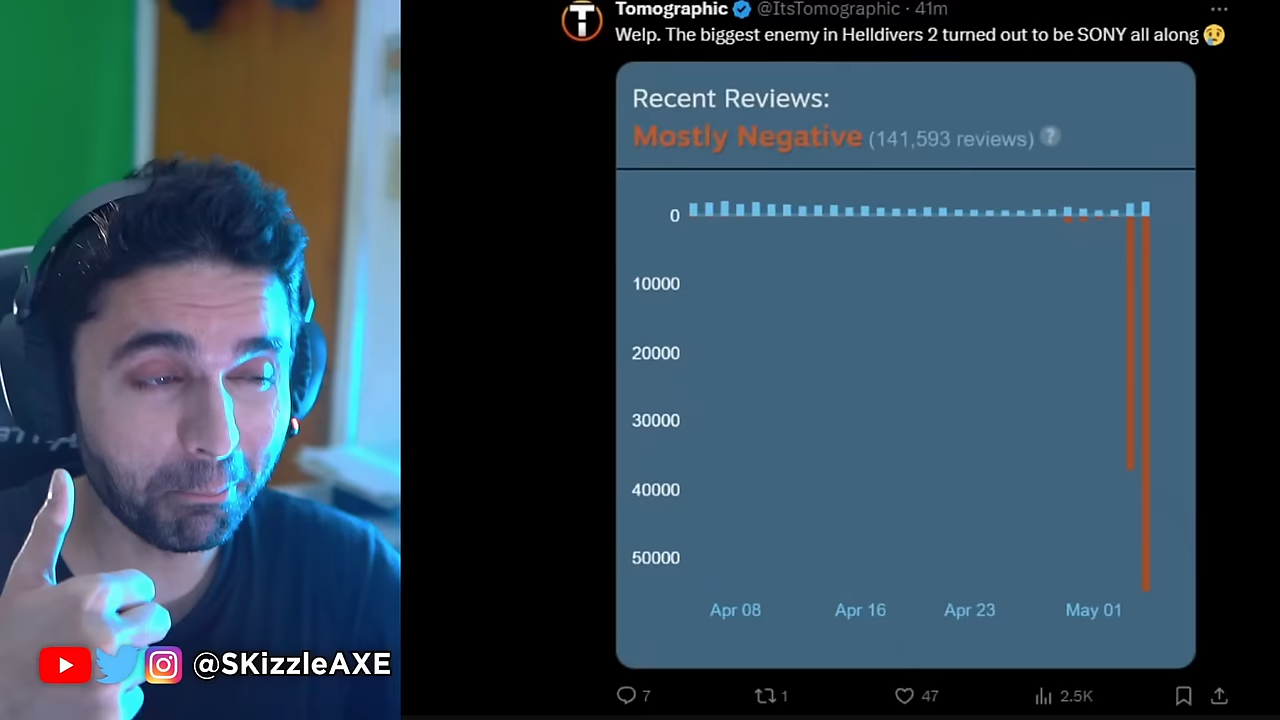 Tomographic @ItsTomographic · 41m
Welp. The biggest enemy in Helldivers 2 turned out to be SONY all along 😢
Recent Reviews:
Mostly Negative (141,593 reviews) ?
0
10000
20000
30000
40000
50000
Apr 08 Apr 16 Apr 23 May 01
7 1 47 2.5K
@SKizzleAXE